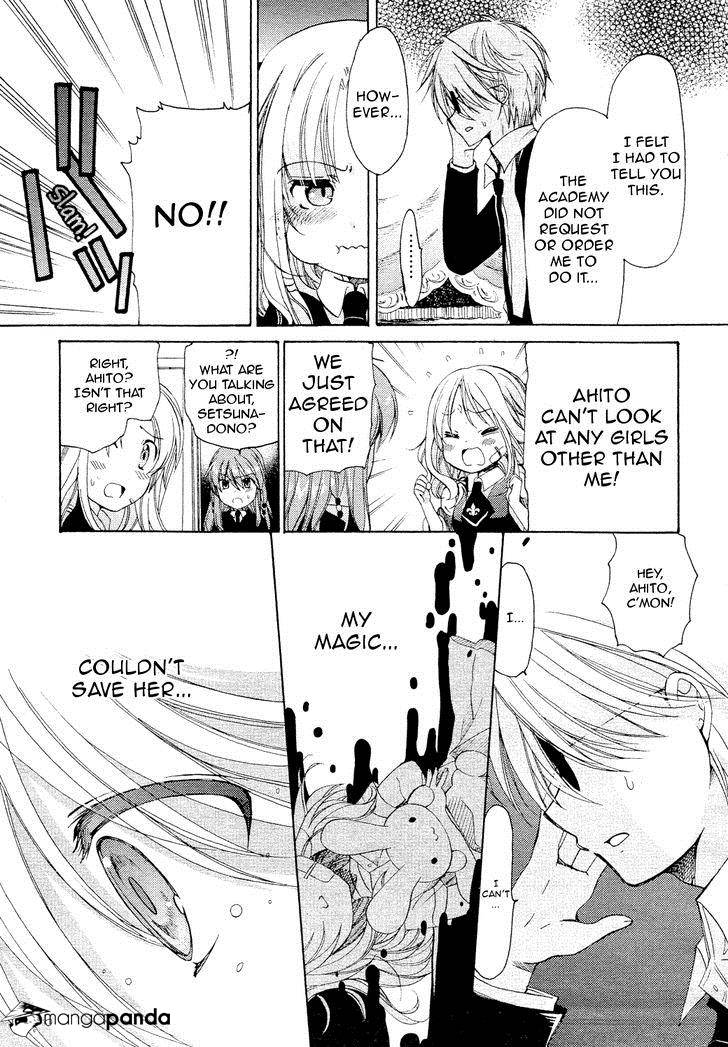 I FELT
I HAD TO
TELL YOU
THIS.
THE
ACADEMY
DID NOT
REQUEST
OR ORDER
ME TO
DO IT...
......
HOW-
EVER...
NO!!
Slam!
AHITO
CAN'T LOOK
AT ANY GIRLS
OTHER THAN
ME!
WE
JUST
AGREED
ON
THAT!
?!
WHAT ARE
YOU TALKING
ABOUT,
SETSUNA-
DONO?
RIGHT,
AHITO?
ISN'T THAT
RIGHT?
HEY,
AHITO,
C'MON!
I...
I
CAN'T
...
MY
MAGIC...
COULDN'T
SAVE HER...
mangapanda